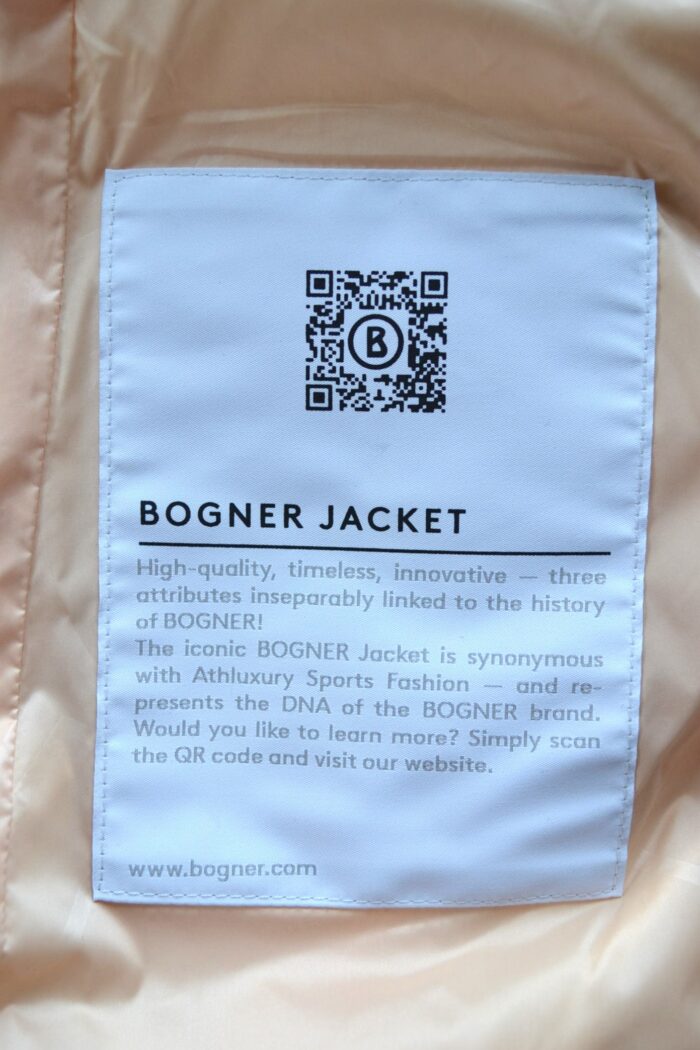 B
BOGNER JACKET
High-quality, timeless, innovative — three
attributes inseparably linked to the history
of BOGNER!
The iconic BOGNER Jacket is synonymous
with Athluxury Sports Fashion — and re-
presents the DNA of the BOGNER brand.
Would you like to learn more? Simply scan
the QR code and visit our website.
www.bogner.com